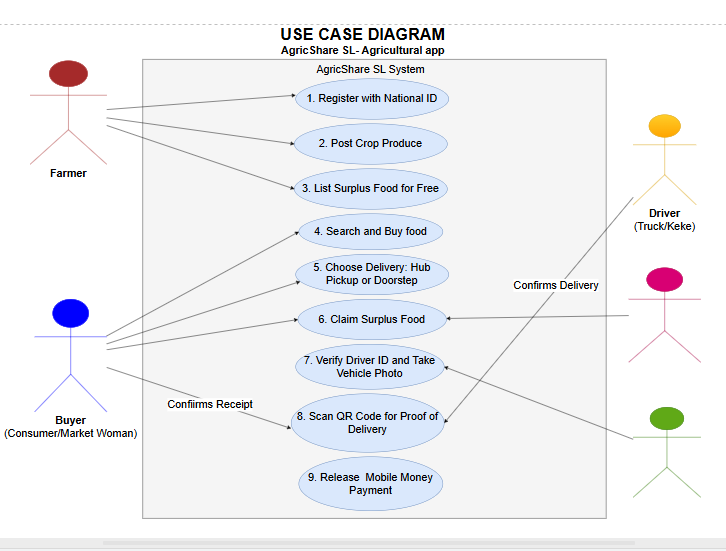 USE CASE DIAGRAM
AgricShare SL- Agricultural app
AgricShare SL System
1. Register with National ID
2. Post Crop Produce
3. List Surplus Food for Free
4. Search and Buy food
5. Choose Delivery: Hub
Pickup or Doorstep
6. Claim Surplus Food
7. Verify Driver ID and Take
Vehicle Photo
8. Scan QR Code for Proof of
Delivery
9. Release Mobile Money
Payment
Farmer
Buyer
(Consumer/Market Woman)
Confiirms Receipt
Confirms Delivery
Driver
(Truck/Keke)